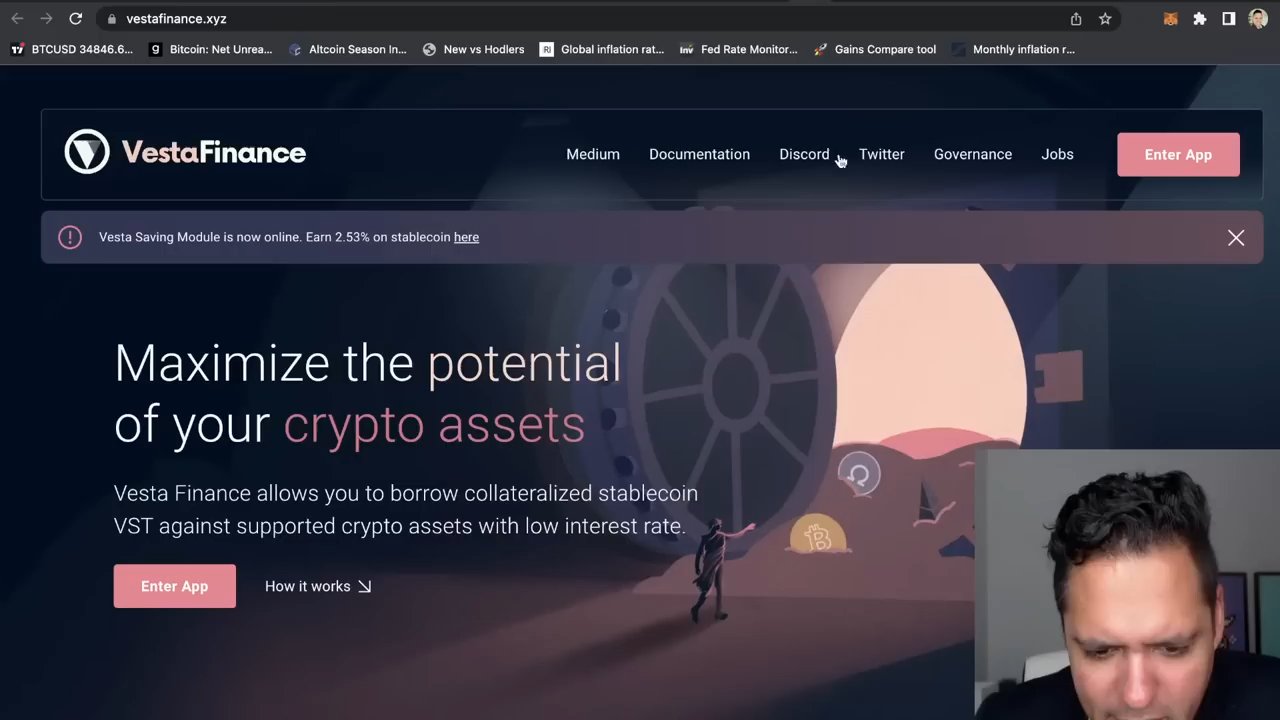 vestafinance.xyz
BTCUSD 34846.6... Bitcoin: Net Unrea... Altcoin Season In... New vs Hodlers RI Global inflation rat... Inv Fed Rate Monitor... Gains Compare tool Monthly inflation r...
VestaFinance Medium Documentation Discord Twitter Governance Jobs Enter App
Vesta Saving Module is now online. Earn 2.53% on stablecoin here
Maximize the potential
of your crypto assets
Vesta Finance allows you to borrow collateralized stablecoin
VST against supported crypto assets with low interest rate.
Enter App How it works